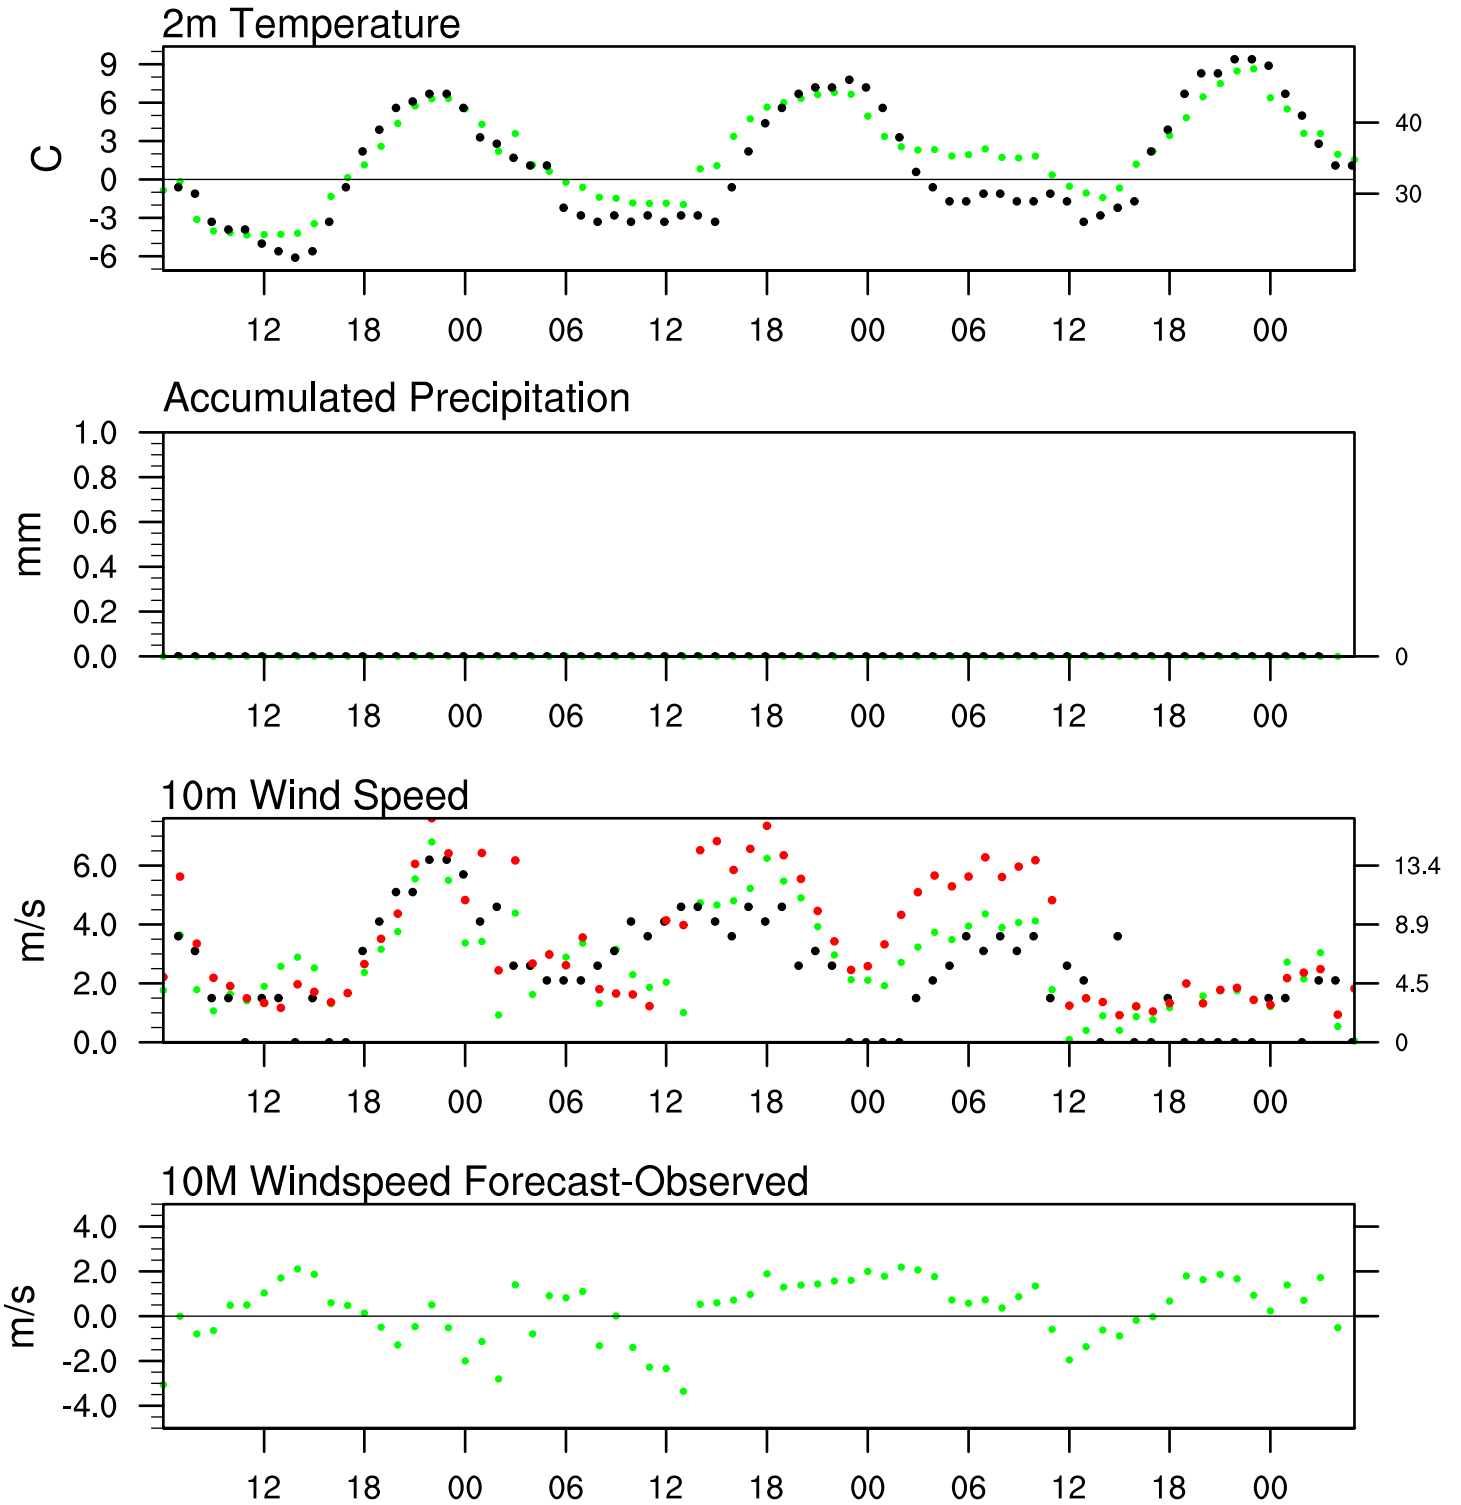 2m Temperature
C
9
6
3
0
-3
-6
40
30
12 18 00 06 12 18 00 06 12 18 00
Accumulated Precipitation
mm
1.0
0.8
0.6
0.4
0.2
0.0
0
12 18 00 06 12 18 00 06 12 18 00
10m Wind Speed
m/s
6.0
4.0
2.0
0.0
13.4
8.9
4.5
0
12 18 00 06 12 18 00 06 12 18 00
10M Windspeed Forecast-Observed
m/s
4.0
2.0
0.0
-2.0
-4.0
12 18 00 06 12 18 00 06 12 18 00